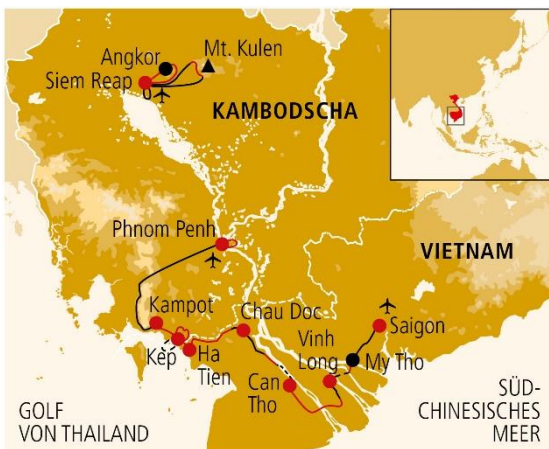 Angkor
Mt. Kulen
Siem Reap
KAMBODSCHA
Phnom Penh
VIETNAM
Kampot
Chau Doc
Saigon
Kep
Ha
Tien
Vinh
Long
My Tho
Can
Tho
GOLF
VON THAILAND
SÜD-
CHINESISCHES
MEER